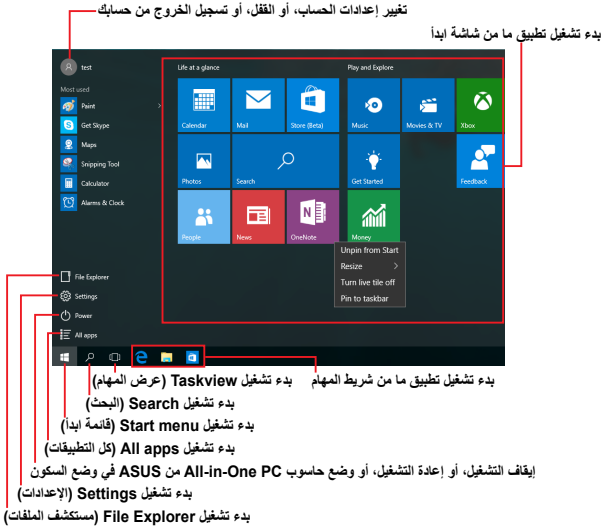 تغيير إعدادات الحساب، أو القفل، أو تسجيل الخروج من حسابك
بدء تشغيل تطبيق ما من شاشة ابدأ
test
Life at a glance
Play and Explore
Most used
Paint
Get Skype
Maps
Snipping Tool
Calculator
Alarms & Clock
Calendar
Mail
Store (Beta)
Music
Movies & TV
Xbox
Photos
Search
Get Started
Feedback
People
News
OneNote
Money
Unpin from Start
Resize
Turn live tile off
Pin to taskbar
File Explorer
Settings
Power
All apps
بدء تشغيل تطبيق ما من شريط المهام
بدء تشغيل Taskview (عرض المهام)
بدء تشغيل Search (البحث)
بدء تشغيل Start menu (قائمة ابدأ)
بدء تشغيل All apps (كل التطبيقات)
إيقاف التشغيل، أو إعادة التشغيل، أو وضع حاسوب All-in-One PC من ASUS في وضع السكون
بدء تشغيل Settings (الإعدادات)
بدء تشغيل File Explorer (مستكشف الملفات)